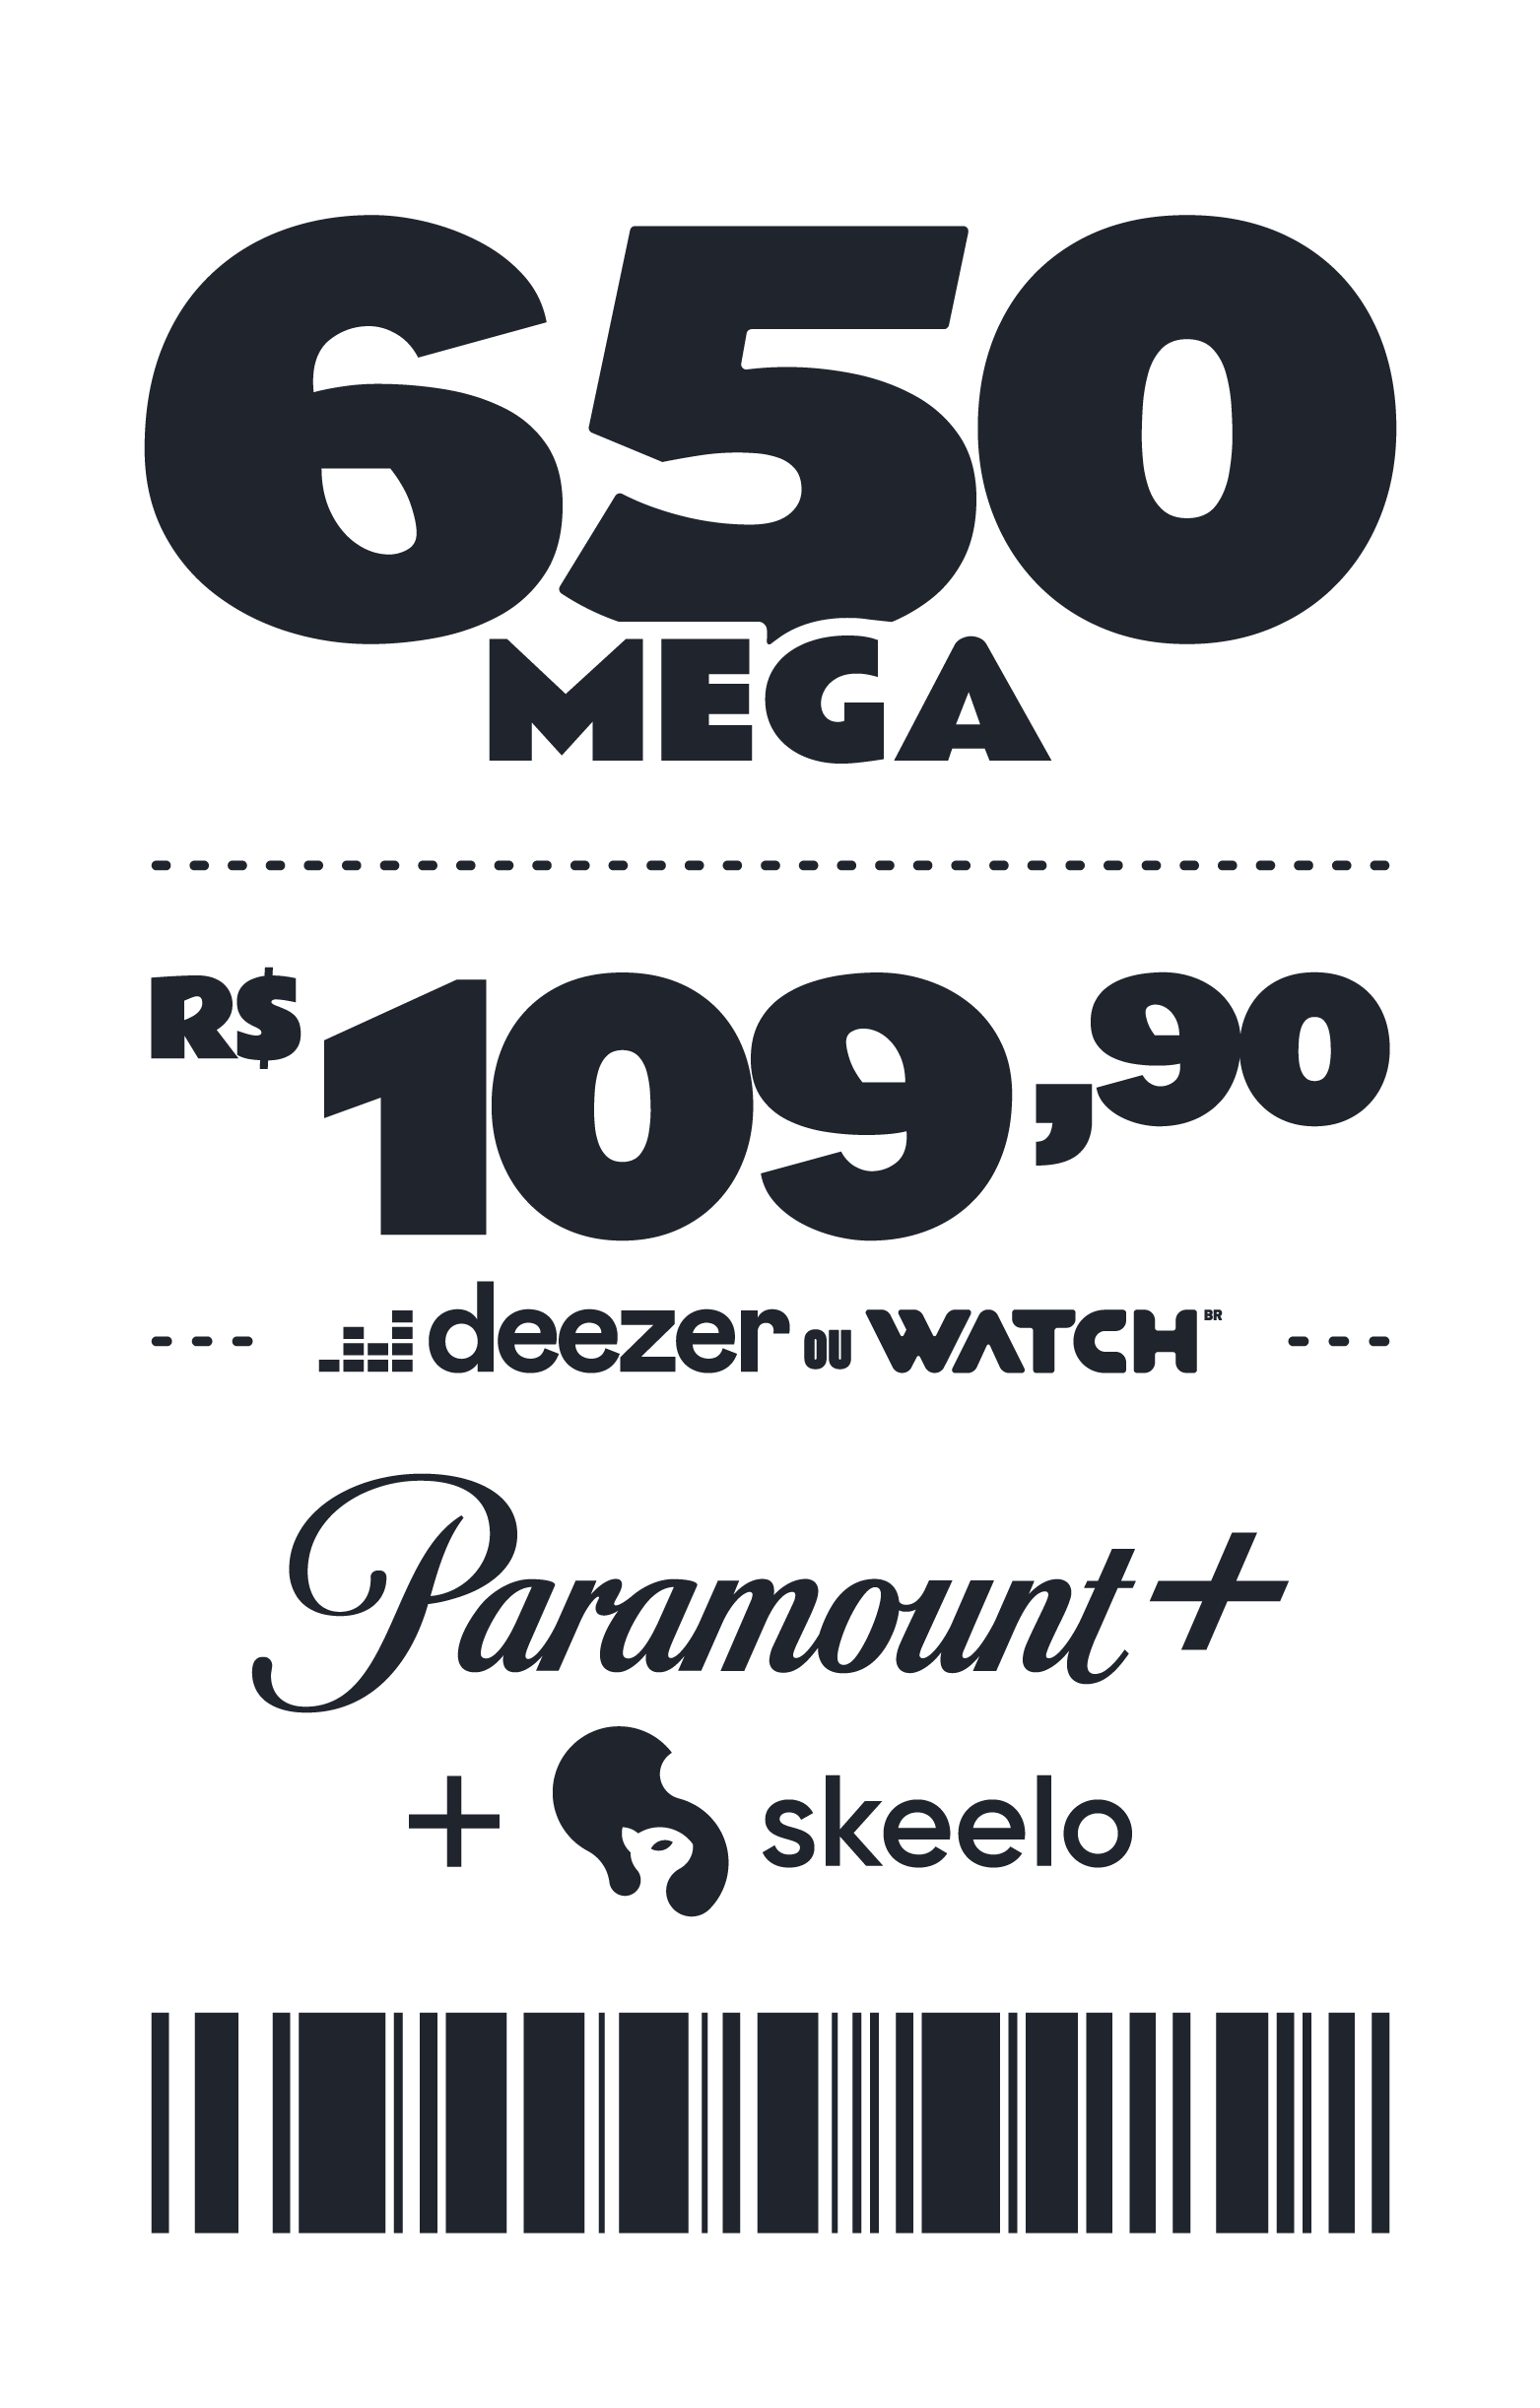 650
MEGA
R$109,90
deezer OU WATCH BR
Paramount+
+ skeelo